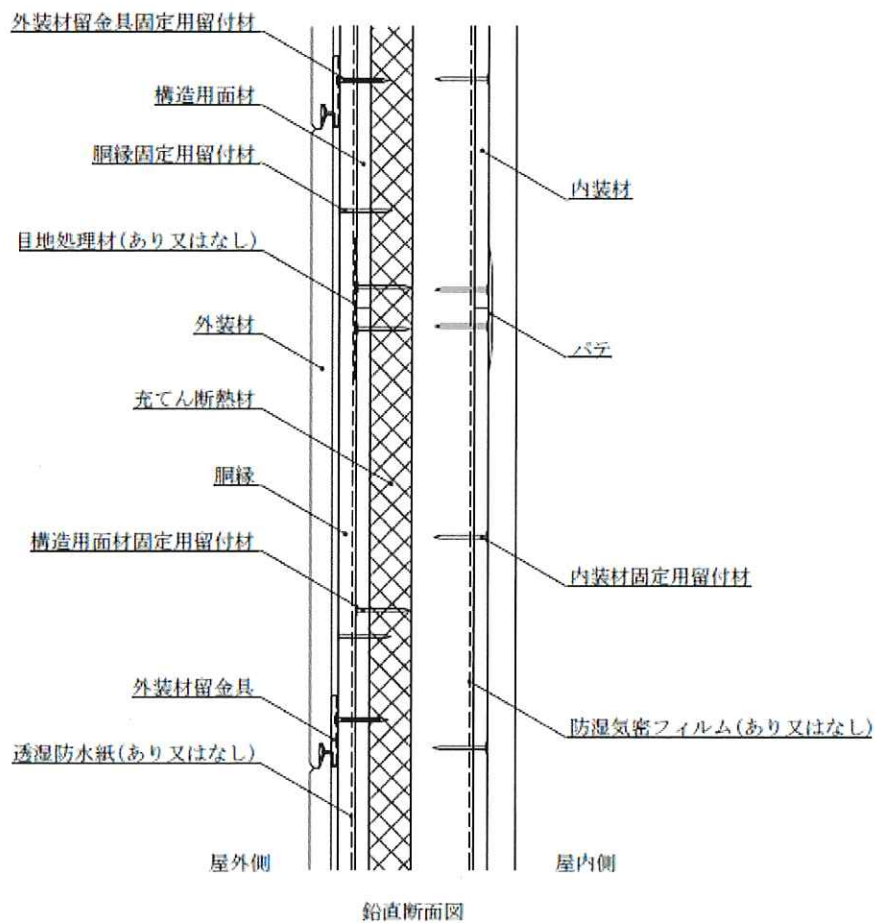 外装材留金具固定用留付材
構造用面材
胴縁固定用留付材
目地処理材(あり又はなし)
外装材
充てん断熱材
胴縁
構造用面材固定用留付材
外装材留金具
透湿防水紙(あり又はなし)
内装材
パテ
内装材固定用留付材
防湿気密フィルム(あり又はなし)
屋外側
屋内側
鉛直断面図